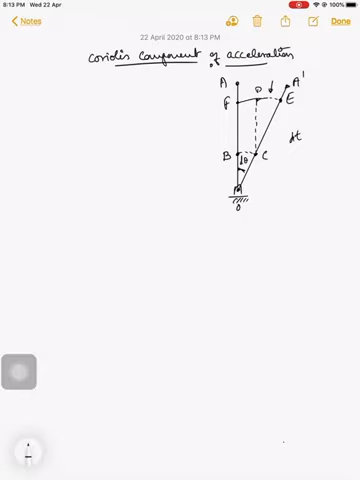 8:13 PM Wed 22 Apr
Notes
Done
22 April 2020 at 8:13 PM
coriolis component of acceleration
A A'
F D E
dt
B C
dθ
O